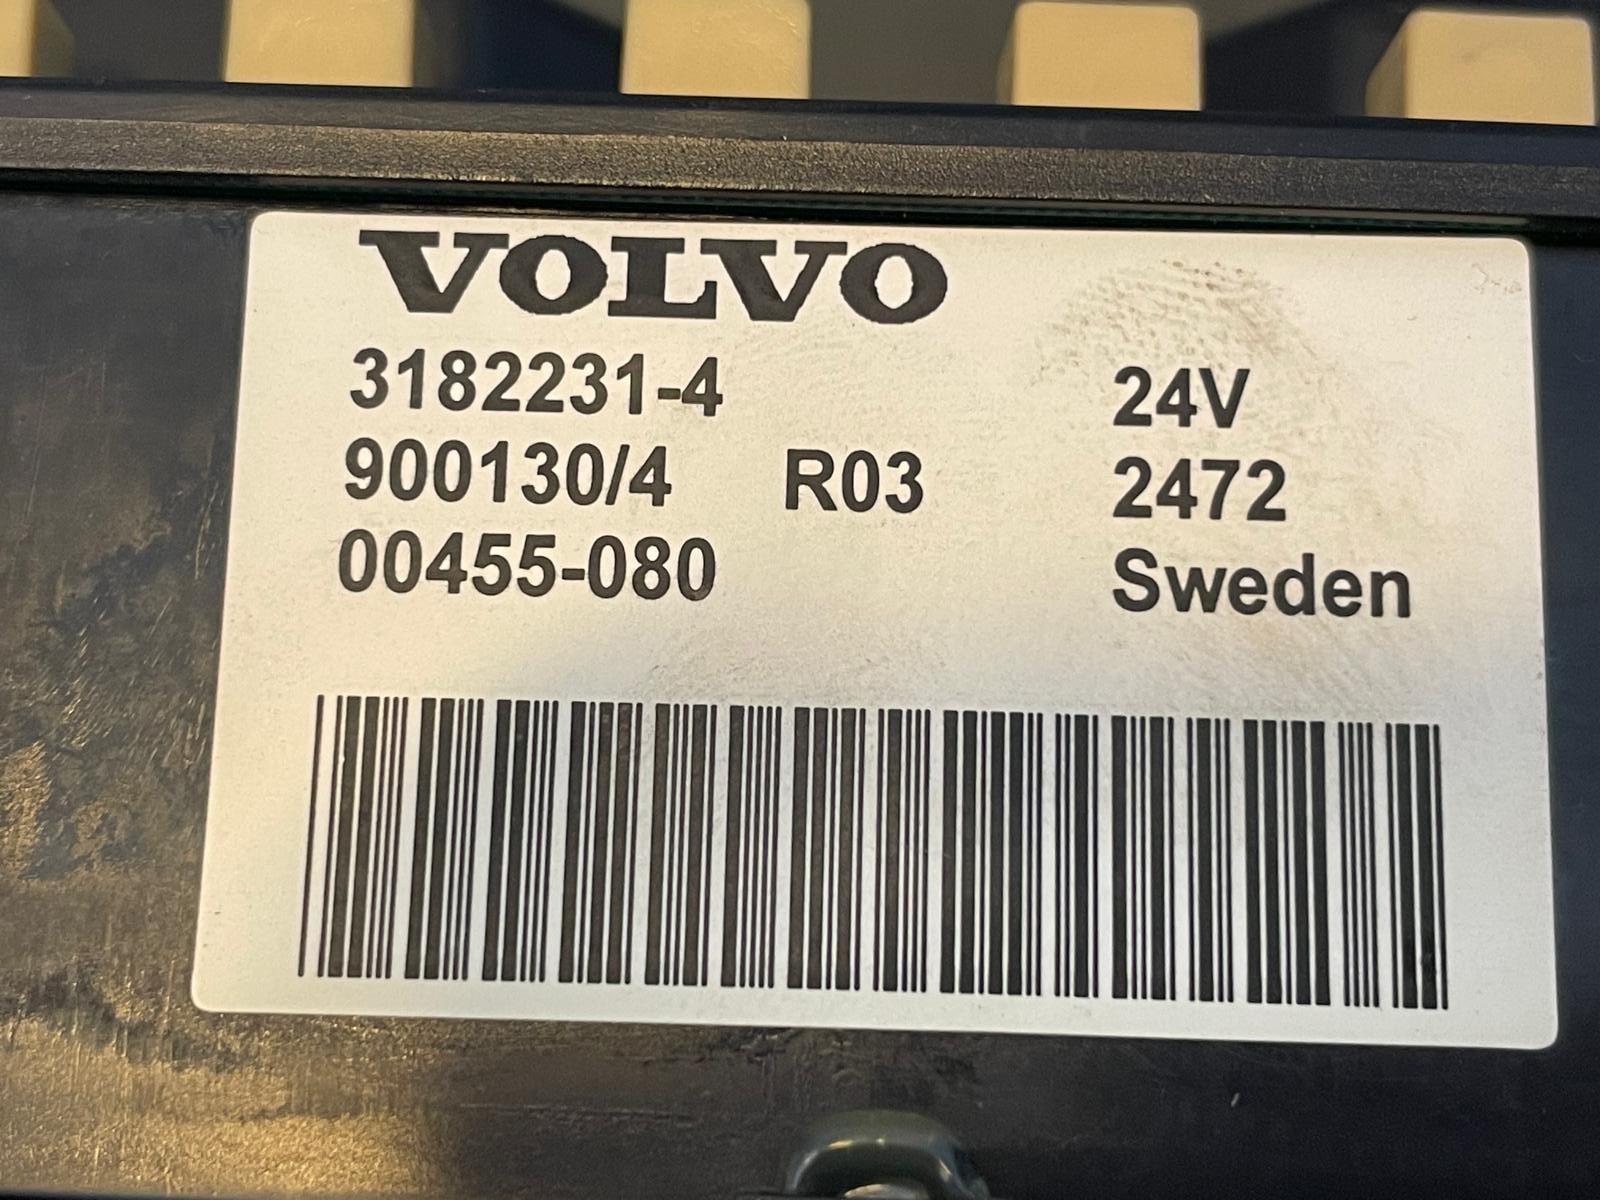 VOLVO
3182231-4 24V
900130/4 R03 2472
00455-080 Sweden